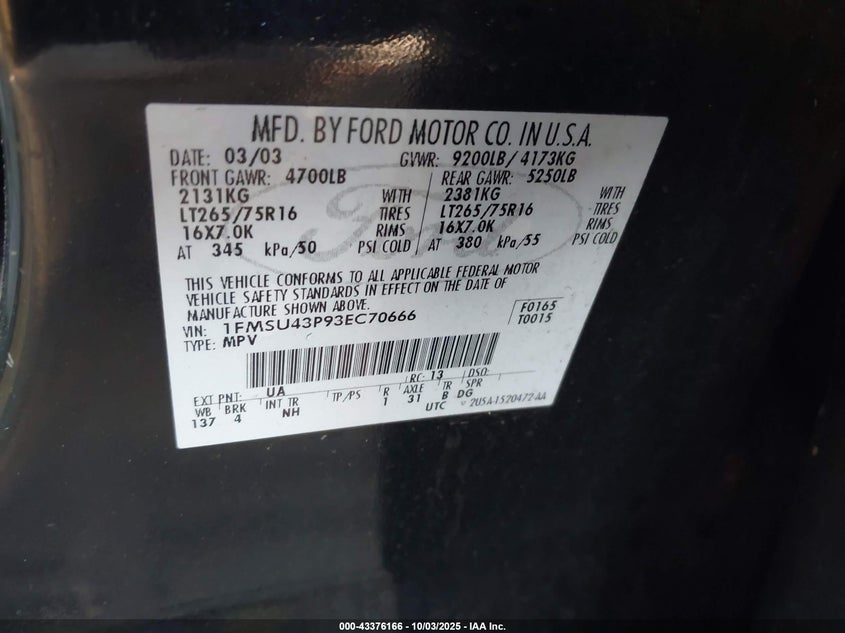 MFD. BY FORD MOTOR CO. IN U.S.A.
DATE: 03/03 GVWR: 9200LB/ 4173KG
FRONT GAWR: 4700LB REAR GAWR: 5250LB
2131KG WITH 2381KG WITH
LT265/75R16 TIRES LT265/75R16 TIRES
16X7.0K RIMS 16X7.0K RIMS
AT 345 kPa/50 PSI COLD AT 380 kPa/55 PSI COLD
Ford
THIS VEHICLE CONFORMS TO ALL APPLICABLE FEDERAL MOTOR
VEHICLE SAFETY STANDARDS IN EFFECT ON THE DATE OF
MANUFACTURE SHOWN ABOVE.
VIN: 1FMSU43P93EC70666 F0165
TYPE: MPV T0015
EXT PNT: UA RC: 13 DSO:
WB BRK INT TR TP/PS R AXLE TR SPR
137 4 NH 1 31 B DG
UTC 2U5A-1520472-AA
000-43376166 - 10/03/2025 - IAA Inc.